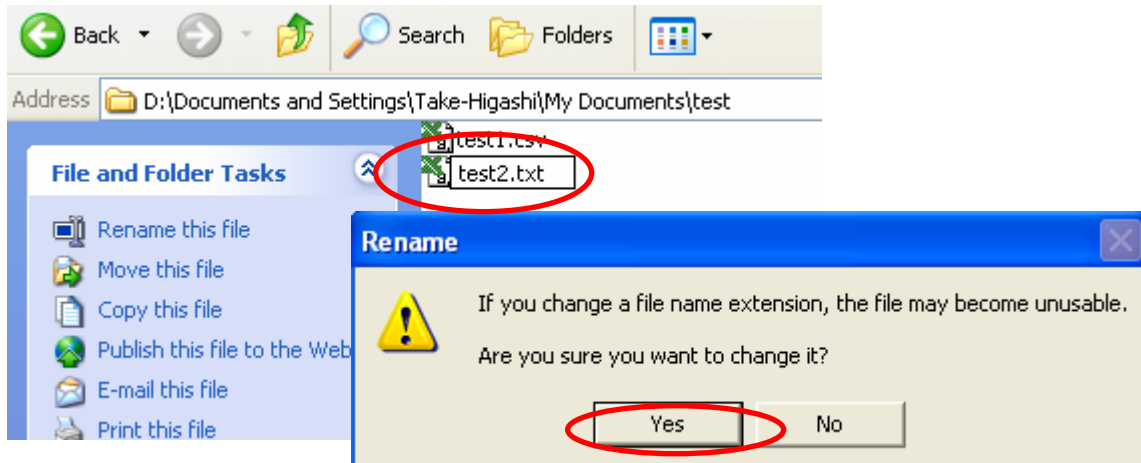 Back Search Folders
Address D:\Documents and Settings\Take-Higashi\My Documents\test
test1.csv
test2.txt
File and Folder Tasks
Rename this file
Move this file
Copy this file
Publish this file to the Web
E-mail this file
Print this file
Rename
If you change a file name extension, the file may become unusable.
Are you sure you want to change it?
Yes No